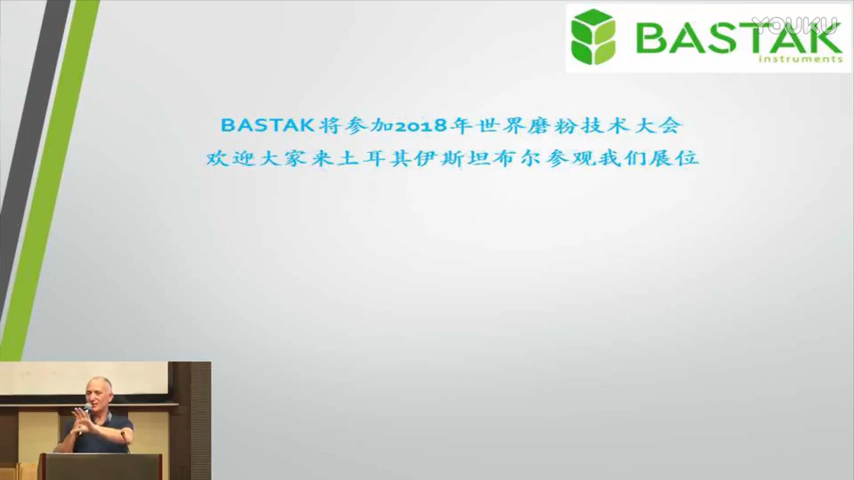 YOUKU
BASTAK
instruments
BASTAK将参加2018年世界磨粉技术大会
欢迎大家来土耳其伊斯坦布尔参观我们展位